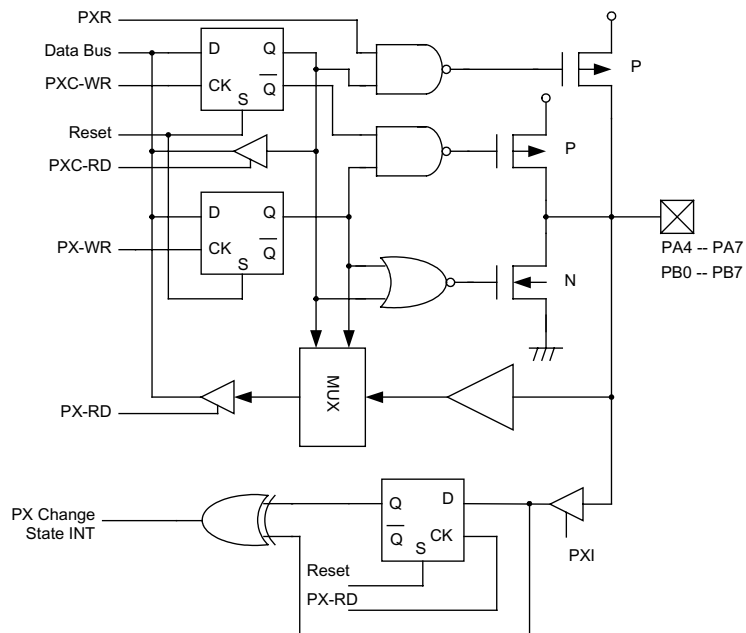 PXR
Data Bus
D
Q
P
PXC-WR
CK
Q
S
Reset
P
PXC-RD
D
Q
PX-WR
CK
Q
S
PA4 -- PA7
PB0 -- PB7
N
MUX
PX-RD
PX Change
State INT
Q
D
Q
CK
S
PXI
Reset
PX-RD